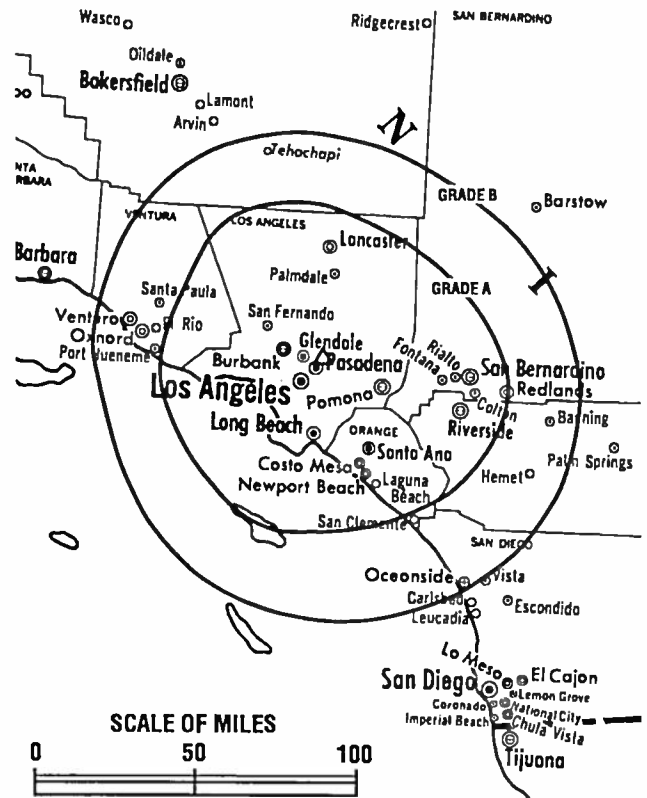 Wasco
Ridgecrest
SAN BERNARDINO
Oildale
Bakersfield
Lamont
Arvin
N
Tehachapi
NTA
RBARA
GRADE B
Barstow
VENTURA
LOS ANGELES
Lancaster
Barbara
Palmdale
GRADE A
I
Santa Paula
San Fernando
Ventura
El Rio
Oxnard
Port Hueneme
Glendale
Burbank
Pasadena
Rialto
Fontana
San Bernardino
Los Angeles
Pomona
Redlands
Colton
Long Beach
ORANGE
Riverside
Banning
Santa Ana
Palm Springs
Costa Mesa
Newport Beach
Laguna
Beach
Hemet
San Clemente
SAN DIEGO
Oceanside
Vista
Carlsbad
Leucadia
Escondido
La Mesa
El Cajon
San Diego
Lemon Grove
Coronado
National City
Imperial Beach
Chula Vista
Tijuana
SCALE OF MILES
0 50 100